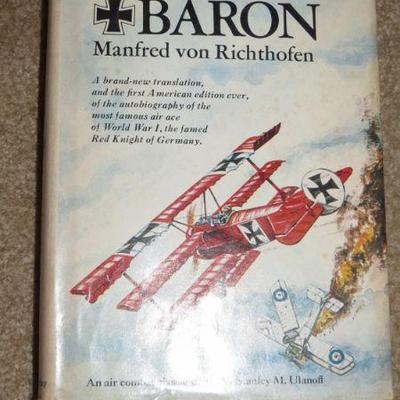 BARON
Manfred von Richthofen
A brand-new translation,
and the first American edition ever,
of the autobiography of the
most famous air ace
of World War I, the famed
Red Knight of Germany.
An air combat Stanley M. Ulanoff